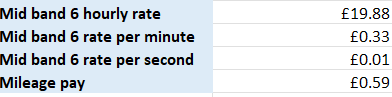 Mid band 6 hourly rate £19.88
Mid band 6 rate per minute £0.33
Mid band 6 rate per second £0.01
Mileage pay £0.59